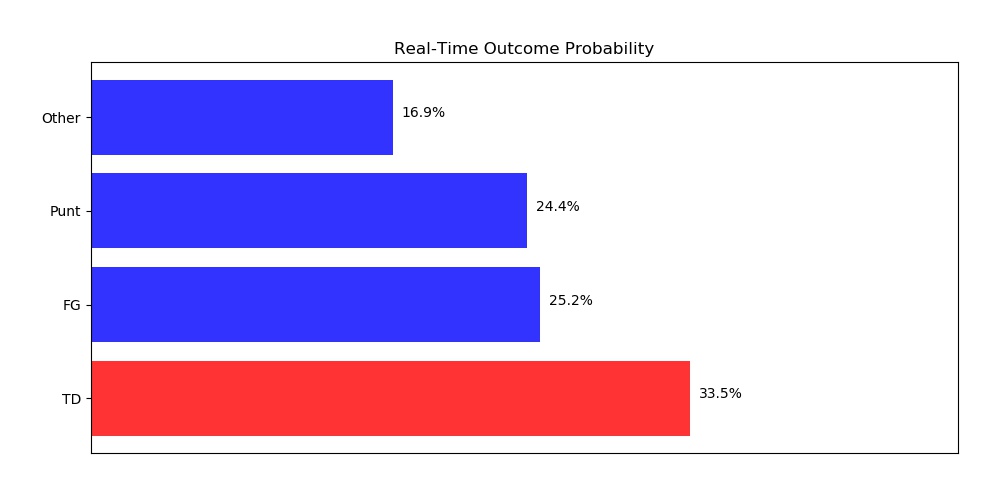 Real-Time Outcome Probability
Other 16.9%
Punt 24.4%
FG 25.2%
TD 33.5%